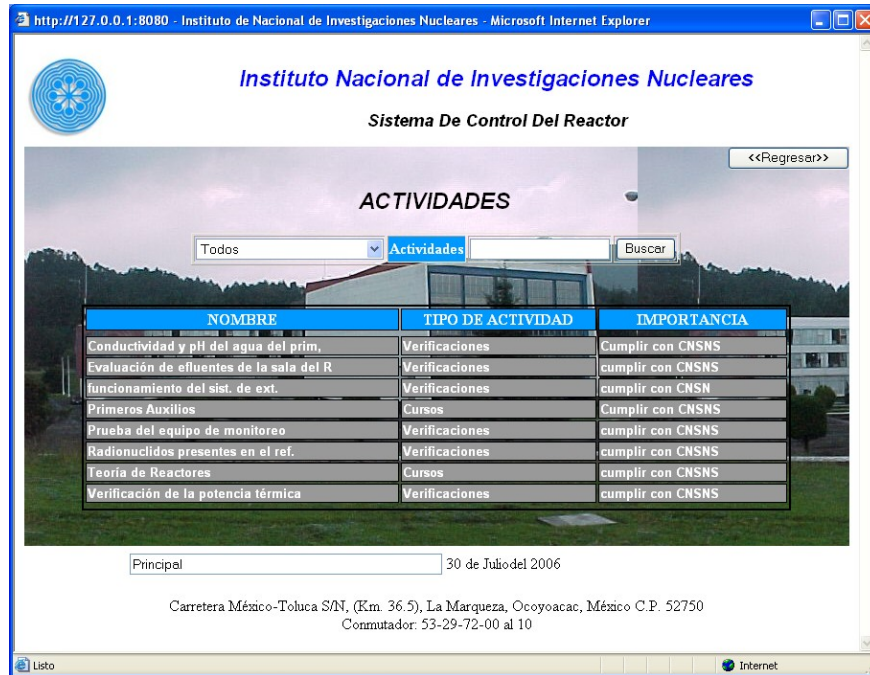 http://127.0.0.1:8080 - Instituto de Nacional de Investigaciones Nucleares - Microsoft Internet Explorer
Instituto Nacional de Investigaciones Nucleares
Sistema De Control Del Reactor
<<Regresar>>
ACTIVIDADES
Todos Actividades Buscar
NOMBRE TIPO DE ACTIVIDAD IMPORTANCIA
Conductividad y pH del agua del prim, Verificaciones Cumplir con CNSNS
Evaluación de efluentes de la sala del R Verificaciones cumplir con CNSNS
funcionamiento del sist. de ext. Verificaciones cumplir con CNSN
Primeros Auxilios Cursos Cumplir con CNSNS
Prueba del equipo de monitoreo Verificaciones cumplir con CNSNS
Radionuclidos presentes en el ref. Verificaciones cumplir con CNSNS
Teoría de Reactores Cursos cumplir con CNSNS
Verificación de la potencia térmica Verificaciones cumplir con CNSNS
Principal 30 de Juliodel 2006
Carretera México-Toluca S/N, (Km. 36.5), La Marqueza, Ocoyoacac, México C.P. 52750
Conmutador: 53-29-72-00 al 10
Listo Internet